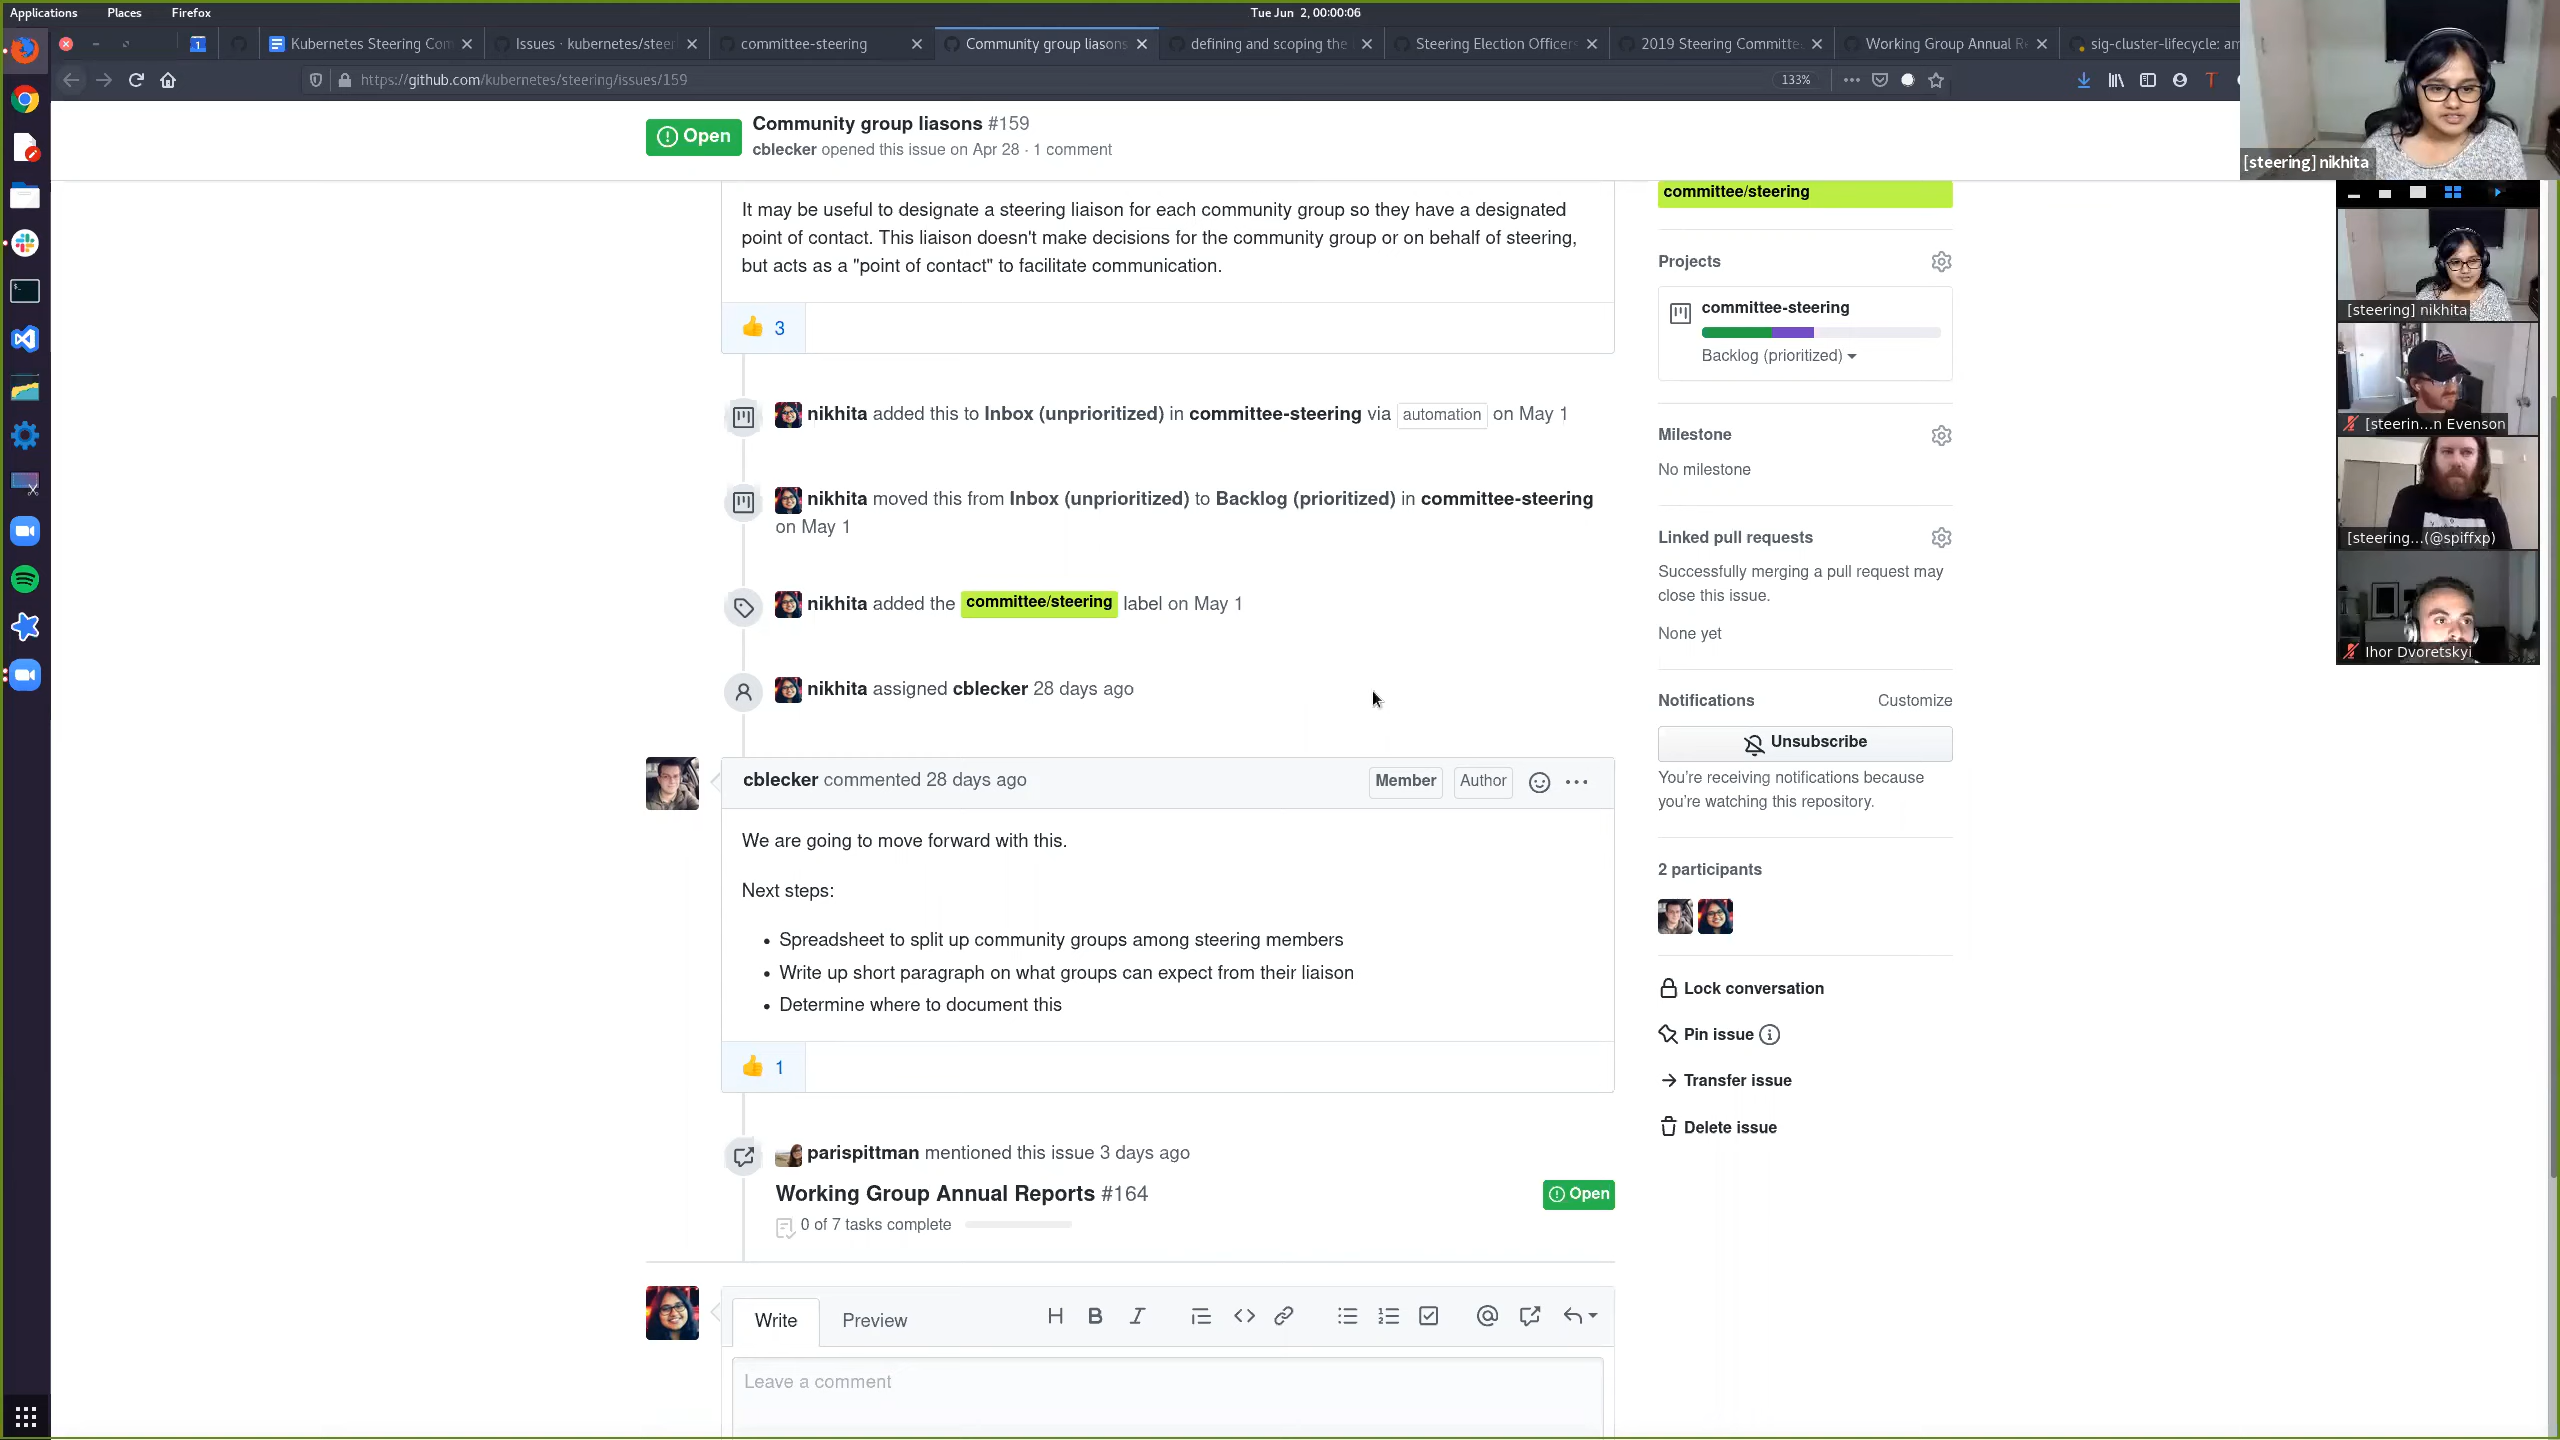 Applications
Places
Firefox
Tue Jun 2, 00:00:06
1
Kubernetes Steering Com
Issues · kubernetes/steer
committee-steering
Community group liasons
defining and scoping the
Steering Election Officers
2019 Steering Committe
Working Group Annual R
sig-cluster-lifecycle: am
https://github.com/kubernetes/steering/issues/159
133%
Open
Community group liasons #159
cblecker opened this issue on Apr 28 · 1 comment
[steering] nikhita
It may be useful to designate a steering liaison for each community group so they have a designated
point of contact. This liaison doesn't make decisions for the community group or on behalf of steering,
but acts as a "point of contact" to facilitate communication.
3
nikhita added this to Inbox (unprioritized) in committee-steering via automation on May 1
nikhita moved this from Inbox (unprioritized) to Backlog (prioritized) in committee-steering
on May 1
nikhita added the committee/steering label on May 1
nikhita assigned cblecker 28 days ago
cblecker commented 28 days ago
Member
Author
We are going to move forward with this.
Next steps:
• Spreadsheet to split up community groups among steering members
• Write up short paragraph on what groups can expect from their liaison
• Determine where to document this
1
parispittman mentioned this issue 3 days ago
Working Group Annual Reports #164
Open
0 of 7 tasks complete
Write
Preview
Leave a comment
committee/steering
Projects
committee-steering
Backlog (prioritized)
Milestone
No milestone
Linked pull requests
Successfully merging a pull request may
close this issue.
None yet
Notifications
Customize
Unsubscribe
You're receiving notifications because
you're watching this repository.
2 participants
Lock conversation
Pin issue
Transfer issue
Delete issue
[steering] nikhita
[steerin...n Evenson
[steering...(@spiffxp)
Ihor Dvoretskyi